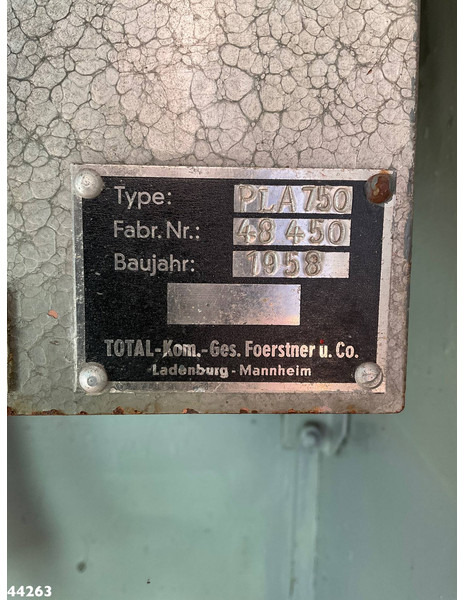 Type: PLA 750
Fabr. Nr.: 48 450
Baujahr: 1958
TOTAL-Kom.-Ges. Foerstner u. Co.
Ladenburg - Mannheim
44263